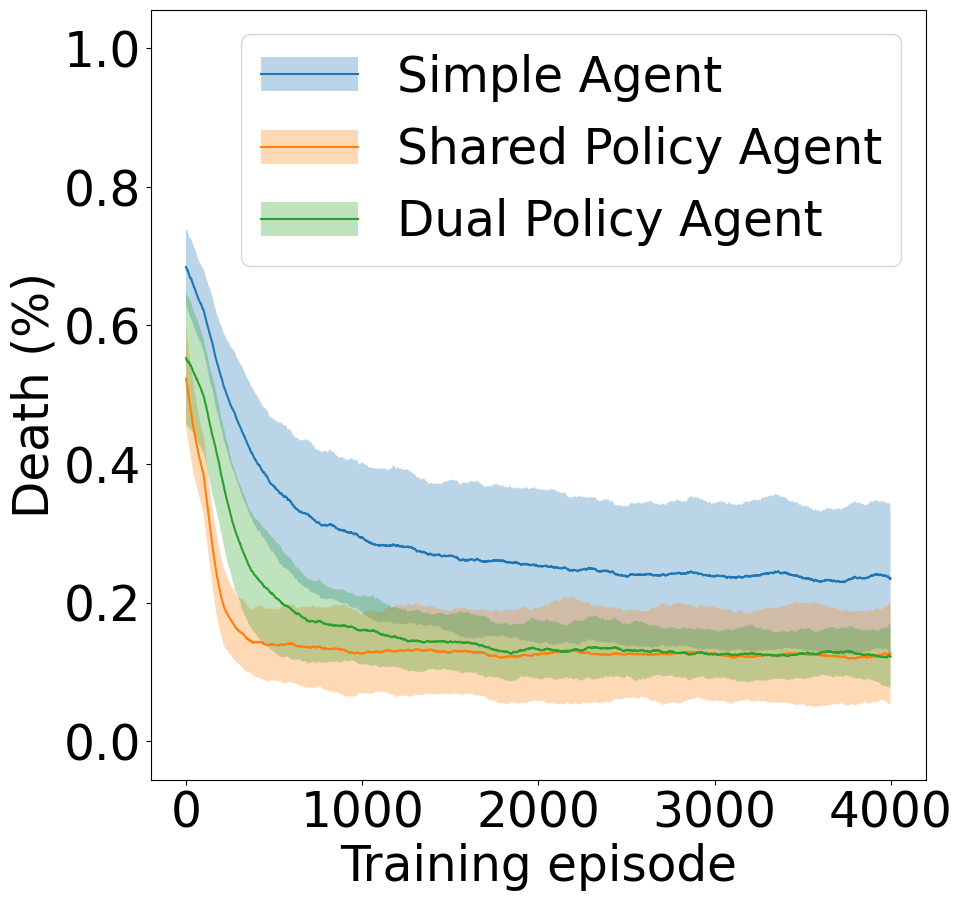 Death (%)
1.0
0.8
0.6
0.4
0.2
0.0
Simple Agent
Shared Policy Agent
Dual Policy Agent
0 1000 2000 3000 4000
Training episode